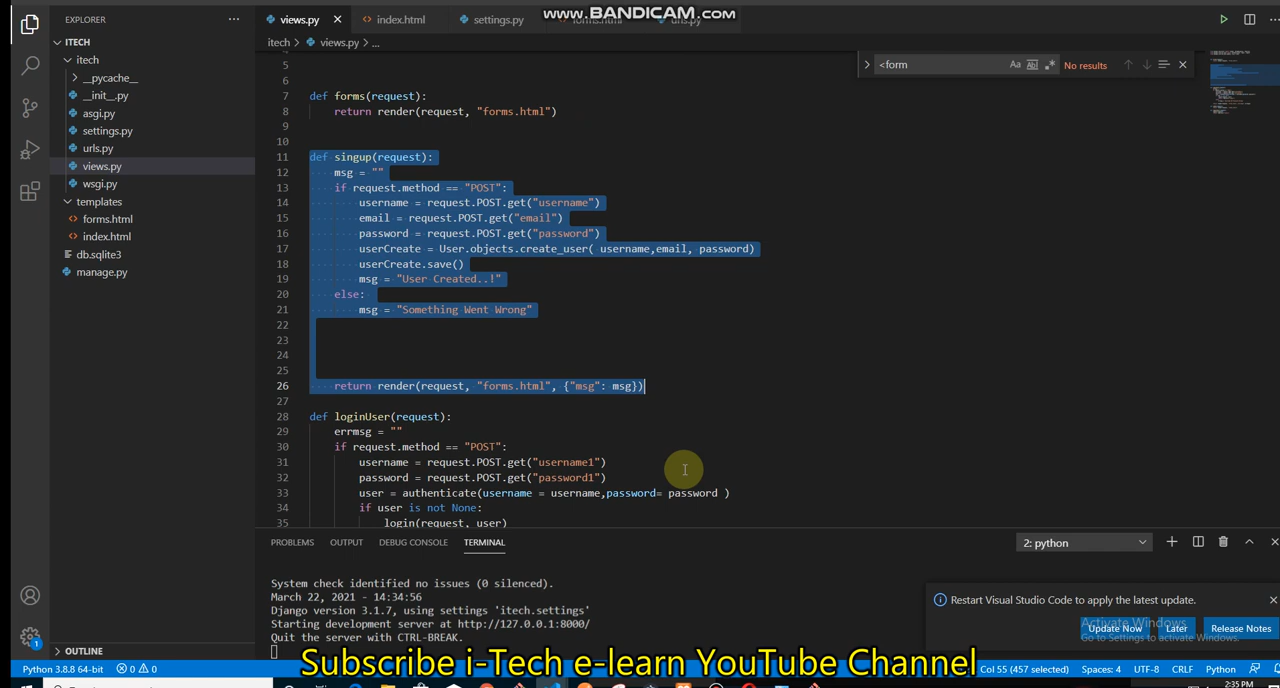 www.BANDICAM.com
EXPLORER
views.py
index.html
settings.py
ITECH
itech > views.py > ...
itech
__pycache__
__init__.py
asgi.py
settings.py
urls.py
views.py
wsgi.py
templates
forms.html
index.html
db.sqlite3
manage.py
<form
Aa
No results
5
6
7 def forms(request):
8 return render(request, "forms.html")
9
10
11 def singup(request):
12 msg = ""
13 if request.method == "POST":
14 username = request.POST.get("username")
15 email = request.POST.get("email")
16 password = request.POST.get("password")
17 userCreate = User.objects.create_user( username,email, password)
18 userCreate.save()
19 msg = "User Created..!"
20 else:
21 msg = "Something Went Wrong"
22
23
24
25
26 return render(request, "forms.html", {"msg": msg})
27
28 def loginUser(request):
29 errmsg = ""
30 if request.method == "POST":
31 username = request.POST.get("username1")
32 password = request.POST.get("password1")
33 user = authenticate(username = username,password= password )
34 if user is not None:
35 login(request, user)
PROBLEMS OUTPUT DEBUG CONSOLE TERMINAL
2: python
System check identified no issues (0 silenced).
March 22, 2021 - 14:34:56
Django version 3.1.7, using settings 'itech.settings'
Starting development server at http://127.0.0.1:8000/
Quit the server with CTRL-BREAK.
Restart Visual Studio Code to apply the latest update.
Activate Windows
Update Now Later Release Notes
Go to Settings to activate Windows.
OUTLINE
Subscribe i-Tech e-learn YouTube Channel
Python 3.8.8 64-bit 0 0
Col 55 (457 selected) Spaces: 4 UTF-8 CRLF Python
2:35 PM